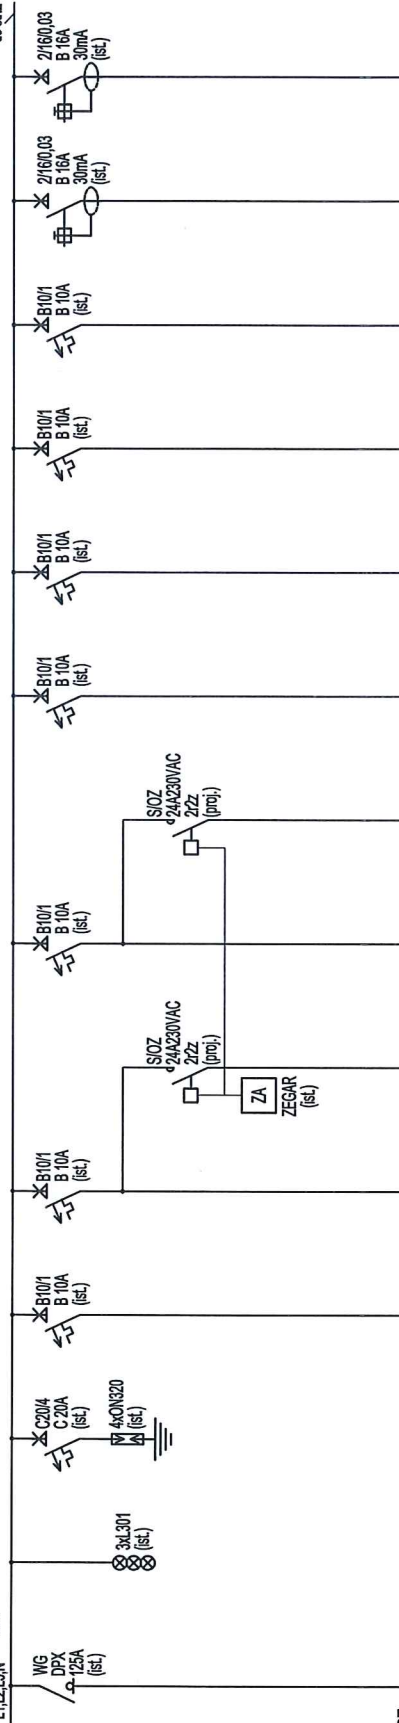 L1,L2,L3,N
WG
DPX
125A
(ist.)
3xL301
(ist.)
C20/4
C 20A
(ist.)
4xON320
(ist.)
B10/1
B 10A
(ist.)
B10/1
B 10A
(ist.)
S/OZ
24A230VAC
2r2z
(proj.)
ZA
ZEGAR
(ist.)
B10/1
B 10A
(ist.)
S/OZ
24A230VAC
2r2z
(proj.)
B10/1
B 10A
(ist.)
B10/1
B 10A
(ist.)
B10/1
B 10A
(ist.)
B10/1
B 10A
(ist.)
2/16/0,03
B 16A
30mA
(ist.)
2/16/0,03
B 16A
30mA
(ist.)